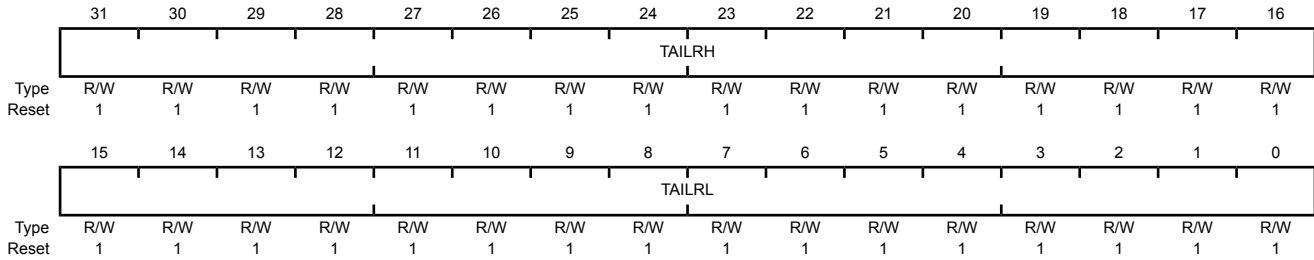 31 30 29 28 27 26 25 24 23 22 21 20 19 18 17 16
TAILRH
Type R/W R/W R/W R/W R/W R/W R/W R/W R/W R/W R/W R/W R/W R/W R/W R/W
Reset 1 1 1 1 1 1 1 1 1 1 1 1 1 1 1 1
15 14 13 12 11 10 9 8 7 6 5 4 3 2 1 0
TAILRL
Type R/W R/W R/W R/W R/W R/W R/W R/W R/W R/W R/W R/W R/W R/W R/W R/W
Reset 1 1 1 1 1 1 1 1 1 1 1 1 1 1 1 1